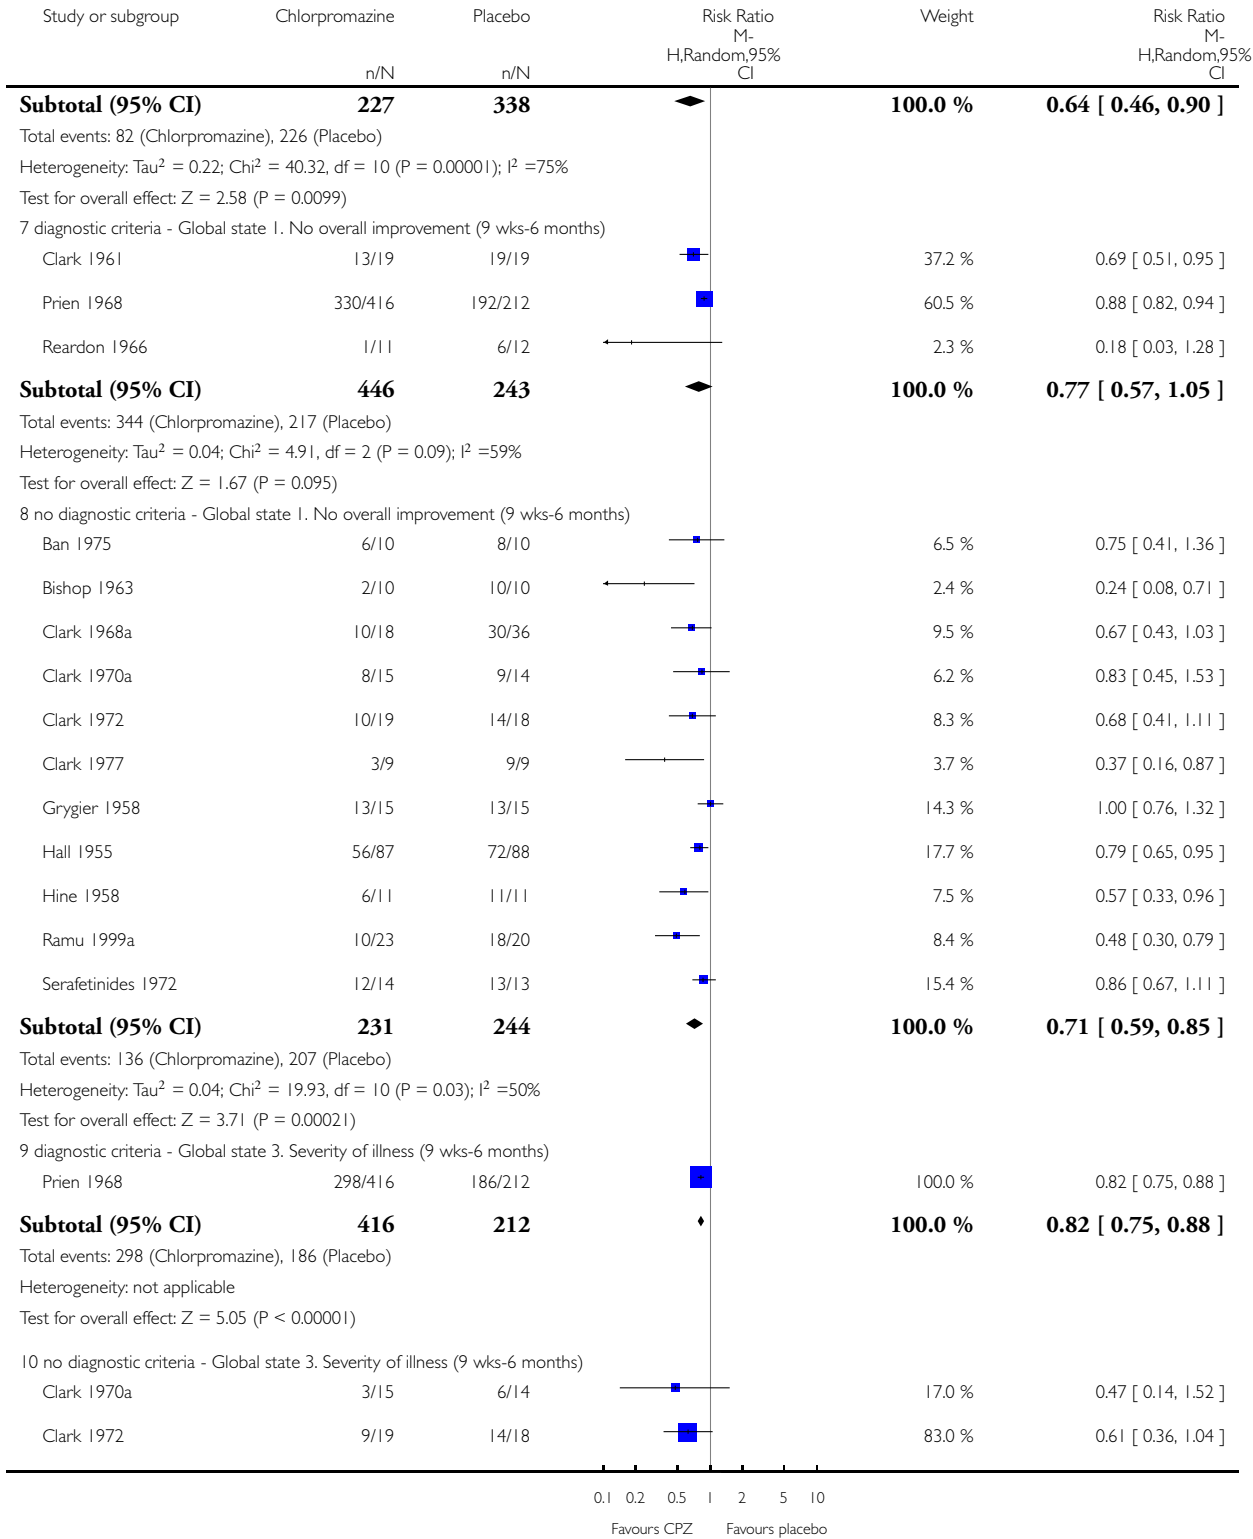 Study or subgroup Chlorpromazine Placebo Risk Ratio Weight Risk Ratio
M- M-
H,Random,95% H,Random,95%
n/N n/N CI CI
Subtotal (95% CI) 227 338 100.0 % 0.64 [ 0.46, 0.90 ]
Total events: 82 (Chlorpromazine), 226 (Placebo)
Heterogeneity: Tau² = 0.22; Chi² = 40.32, df = 10 (P = 0.00001); I² =75%
Test for overall effect: Z = 2.58 (P = 0.0099)
7 diagnostic criteria - Global state 1. No overall improvement (9 wks-6 months)
Clark 1961 13/19 19/19 37.2 % 0.69 [ 0.51, 0.95 ]
Prien 1968 330/416 192/212 60.5 % 0.88 [ 0.82, 0.94 ]
Reardon 1966 1/11 6/12 2.3 % 0.18 [ 0.03, 1.28 ]
Subtotal (95% CI) 446 243 100.0 % 0.77 [ 0.57, 1.05 ]
Total events: 344 (Chlorpromazine), 217 (Placebo)
Heterogeneity: Tau² = 0.04; Chi² = 4.91, df = 2 (P = 0.09); I² =59%
Test for overall effect: Z = 1.67 (P = 0.095)
8 no diagnostic criteria - Global state 1. No overall improvement (9 wks-6 months)
Ban 1975 6/10 8/10 6.5 % 0.75 [ 0.41, 1.36 ]
Bishop 1963 2/10 10/10 2.4 % 0.24 [ 0.08, 0.71 ]
Clark 1968a 10/18 30/36 9.5 % 0.67 [ 0.43, 1.03 ]
Clark 1970a 8/15 9/14 6.2 % 0.83 [ 0.45, 1.53 ]
Clark 1972 10/19 14/18 8.3 % 0.68 [ 0.41, 1.11 ]
Clark 1977 3/9 9/9 3.7 % 0.37 [ 0.16, 0.87 ]
Grygier 1958 13/15 13/15 14.3 % 1.00 [ 0.76, 1.32 ]
Hall 1955 56/87 72/88 17.7 % 0.79 [ 0.65, 0.95 ]
Hine 1958 6/11 11/11 7.5 % 0.57 [ 0.33, 0.96 ]
Ramu 1999a 10/23 18/20 8.4 % 0.48 [ 0.30, 0.79 ]
Serafetinides 1972 12/14 13/13 15.4 % 0.86 [ 0.67, 1.11 ]
Subtotal (95% CI) 231 244 100.0 % 0.71 [ 0.59, 0.85 ]
Total events: 136 (Chlorpromazine), 207 (Placebo)
Heterogeneity: Tau² = 0.04; Chi² = 19.93, df = 10 (P = 0.03); I² =50%
Test for overall effect: Z = 3.71 (P = 0.00021)
9 diagnostic criteria - Global state 3. Severity of illness (9 wks-6 months)
Prien 1968 298/416 186/212 100.0 % 0.82 [ 0.75, 0.88 ]
Subtotal (95% CI) 416 212 100.0 % 0.82 [ 0.75, 0.88 ]
Total events: 298 (Chlorpromazine), 186 (Placebo)
Heterogeneity: not applicable
Test for overall effect: Z = 5.05 (P < 0.00001)
10 no diagnostic criteria - Global state 3. Severity of illness (9 wks-6 months)
Clark 1970a 3/15 6/14 17.0 % 0.47 [ 0.14, 1.52 ]
Clark 1972 9/19 14/18 83.0 % 0.61 [ 0.36, 1.04 ]
0.1 0.2 0.5 1 2 5 10
Favours CPZ Favours placebo